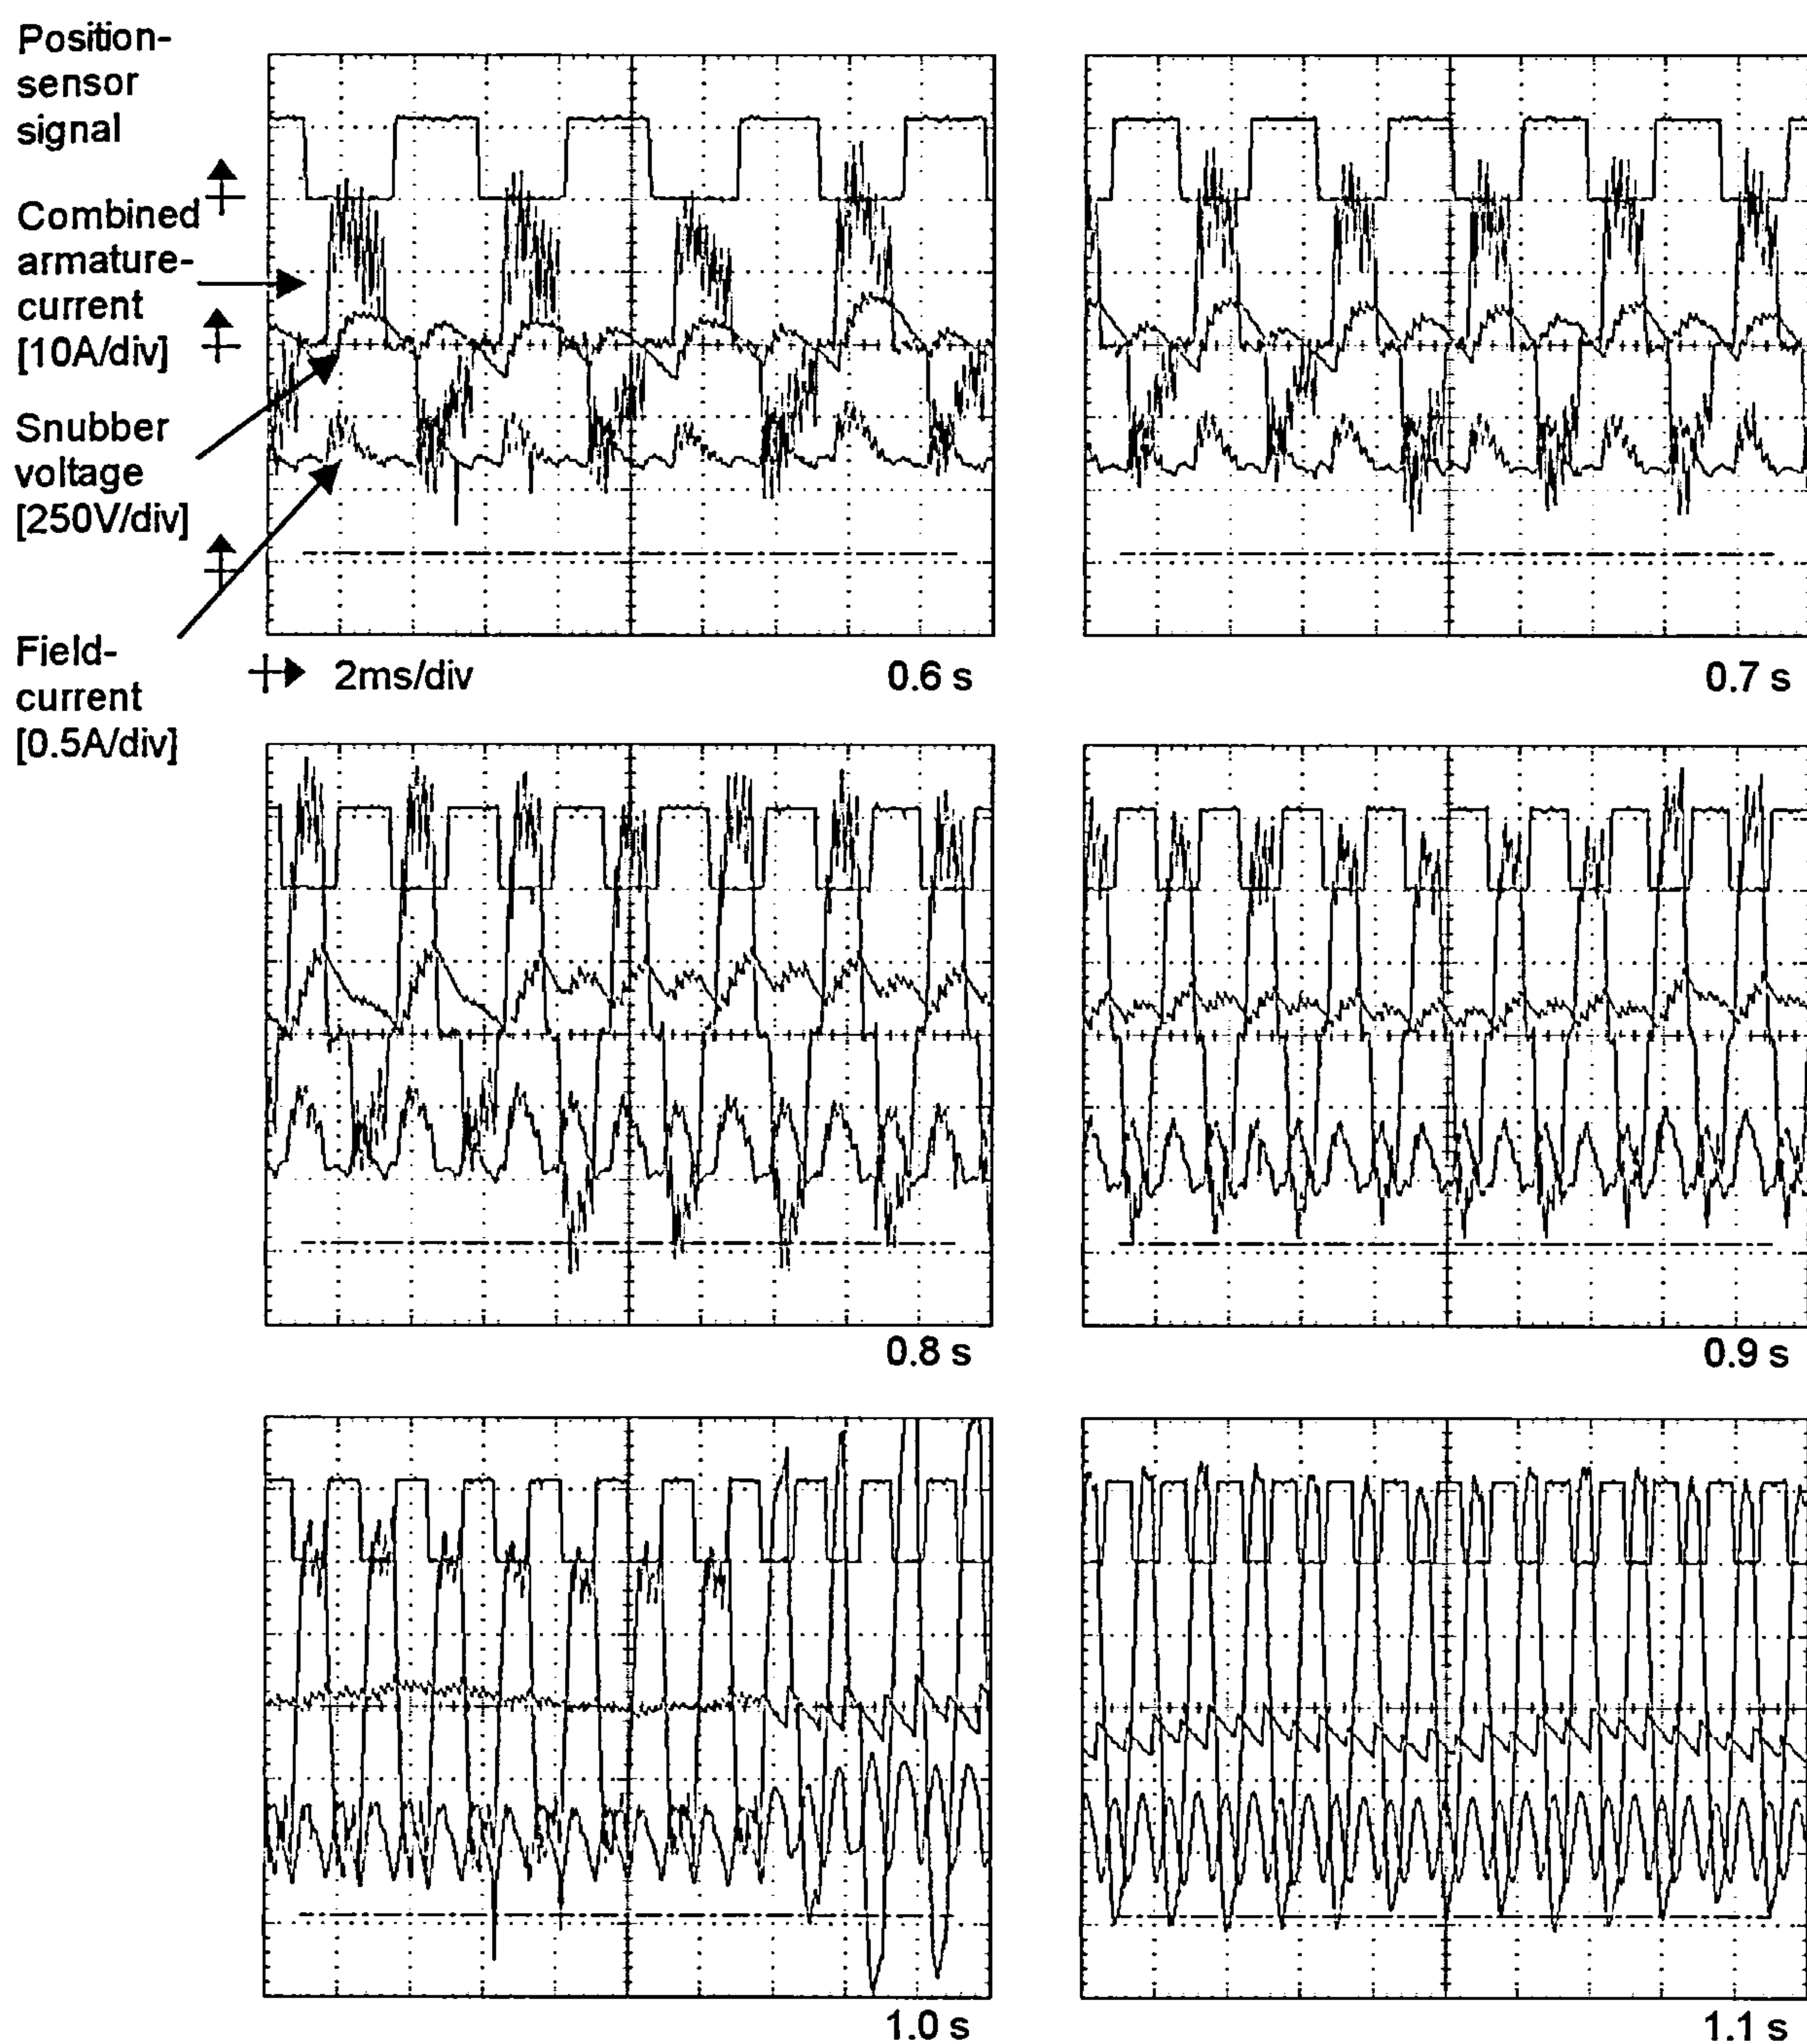 Position-
sensor
signal
Combined
armature-
current
[10A/div]
Snubber
voltage
[250V/div]
Field-
current
[0.5A/div]
2ms/div
0.6 s
0.7 s
0.8 s
0.9 s
1.0 s
1.1 s